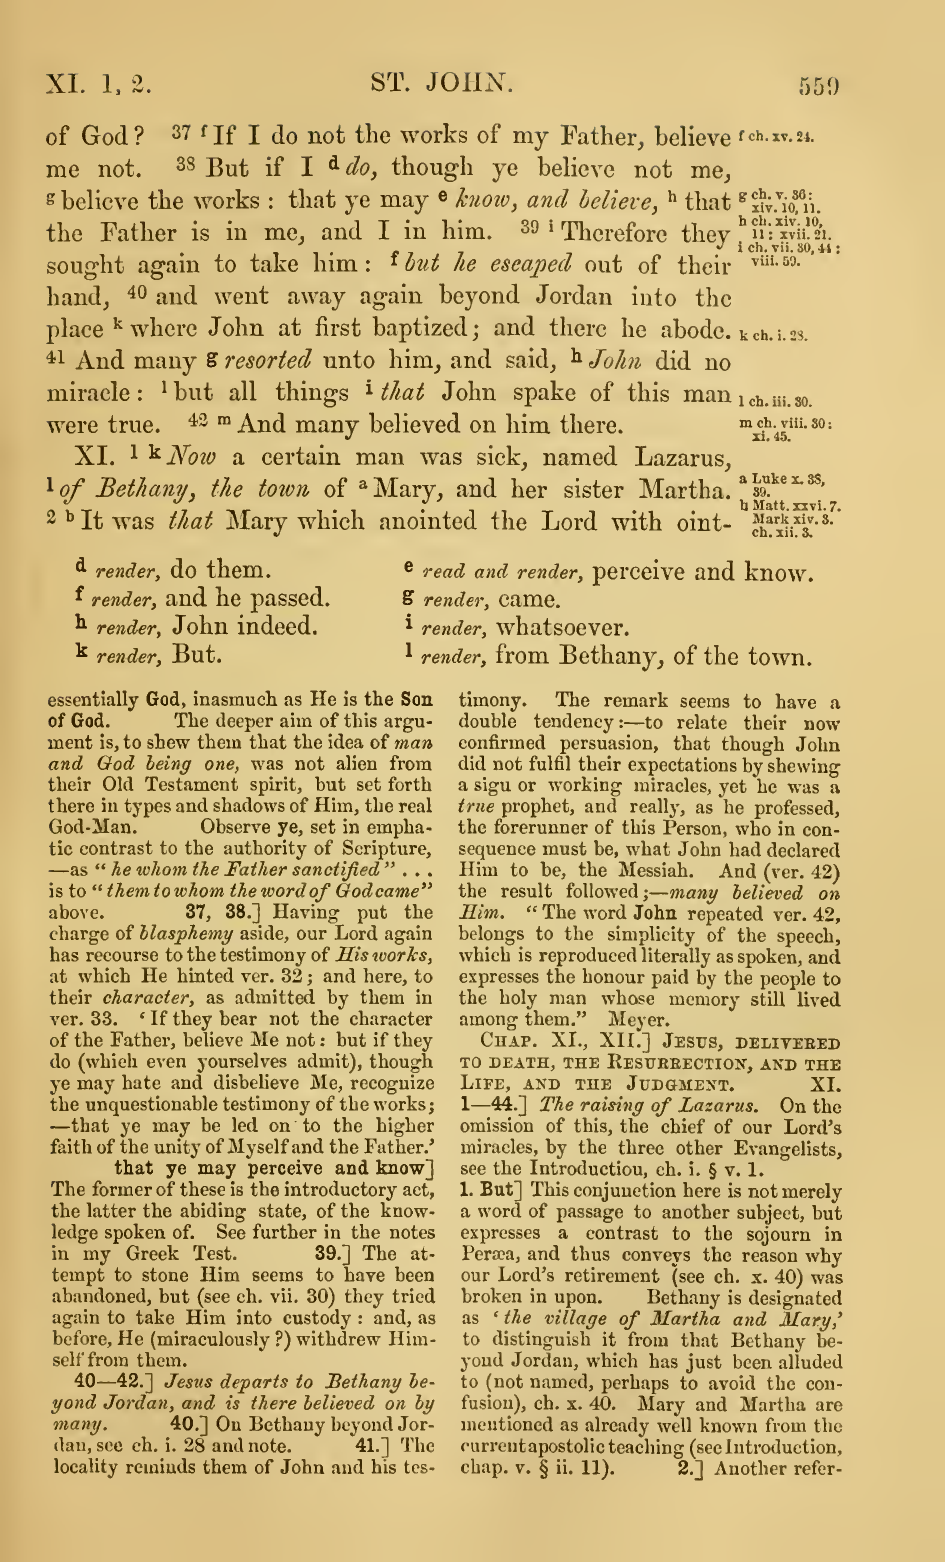 XI. 1, 2. ST. JOHN. 559
of God? 37 f If I do not the works of my Father, believe f ch. xv. 24.
me not. 38 But if I d do, though ye believe not me,
g believe the works : that ye may e know, and believe, h that g ch. v. 36: xiv. 10, 11.
the Father is in me, and I in him. 39 i Therefore they h ch. xiv. 10, 11: xvii. 21.
sought again to take him : f but he escaped out of their i ch. vii. 30, 44: viii. 59.
hand, 40 and went away again beyond Jordan into the
place k where John at first baptized; and there he abode. k ch. i. 28.
41 And many g resorted unto him, and said, h John did no
miracle : l but all things i that John spake of this man l ch. iii. 30.
were true. 42 m And many believed on him there. m ch. viii. 30: xi. 45.
XI. 1 k Now a certain man was sick, named Lazarus,
l of Bethany, the town of a Mary, and her sister Martha. a Luke x. 38, 39.
2 b It was that Mary which anointed the Lord with oint- b Matt. xxvi. 7. Mark xiv. 3. ch. xii. 3.
d render, do them. e read and render, perceive and know.
f render, and he passed. g render, came.
h render, John indeed. i render, whatsoever.
k render, But. l render, from Bethany, of the town.
essentially God, inasmuch as He is the Son
of God. The deeper aim of this argu-
ment is, to shew them that the idea of man
and God being one, was not alien from
their Old Testament spirit, but set forth
there in types and shadows of Him, the real
God-Man. Observe ye, set in empha-
tic contrast to the authority of Scripture,
—as " he whom the Father sanctified" . . .
is to " them to whom the word of God came"
above. 37, 38.] Having put the
charge of blasphemy aside, our Lord again
has recourse to the testimony of His works,
at which He hinted ver. 32; and here, to
their character, as admitted by them in
ver. 33. ‘ If they bear not the character
of the Father, believe Me not: but if they
do (which even yourselves admit), though
ye may hate and disbelieve Me, recognize
the unquestionable testimony of the works;
—that ye may be led on to the higher
faith of the unity of Myself and the Father.’
that ye may perceive and know]
The former of these is the introductory act,
the latter the abiding state, of the know-
ledge spoken of. See further in the notes
in my Greek Test. 39.] The at-
tempt to stone Him seems to have been
abandoned, but (see ch. vii. 30) they tried
again to take Him into custody : and, as
before, He (miraculously ?) withdrew Him-
self from them.
40—42.] Jesus departs to Bethany be-
yond Jordan, and is there believed on by
many. 40.] On Bethany beyond Jor-
dan, see ch. i. 28 and note. 41.] The
locality reminds them of John and his tes-
timony. The remark seems to have a
double tendency :—to relate their now
confirmed persuasion, that though John
did not fulfil their expectations by shewing
a sign or working miracles, yet he was a
true prophet, and really, as he professed,
the forerunner of this Person, who in con-
sequence must be, what John had declared
Him to be, the Messiah. And (ver. 42)
the result followed ;—many believed on
Him. " The word John repeated ver. 42,
belongs to the simplicity of the speech,
which is reproduced literally as spoken, and
expresses the honour paid by the people to
the holy man whose memory still lived
among them." Meyer.
CHAP. XI., XII.] JESUS, DELIVERED
TO DEATH, THE RESURRECTION, AND THE
LIFE, AND THE JUDGMENT. XI.
1—44.] The raising of Lazarus. On the
omission of this, the chief of our Lord's
miracles, by the three other Evangelists,
see the Introduction, ch. i. § v. 1.
1. But] This conjunction here is not merely
a word of passage to another subject, but
expresses a contrast to the sojourn in
Peræa, and thus conveys the reason why
our Lord's retirement (see ch. x. 40) was
broken in upon. Bethany is designated
as ‘ the village of Martha and Mary,’
to distinguish it from that Bethany be-
yond Jordan, which has just been alluded
to (not named, perhaps to avoid the con-
fusion), ch. x. 40. Mary and Martha are
mentioned as already well known from the
current apostolic teaching (see Introduction,
chap. v. § ii. 11). 2.] Another refer-